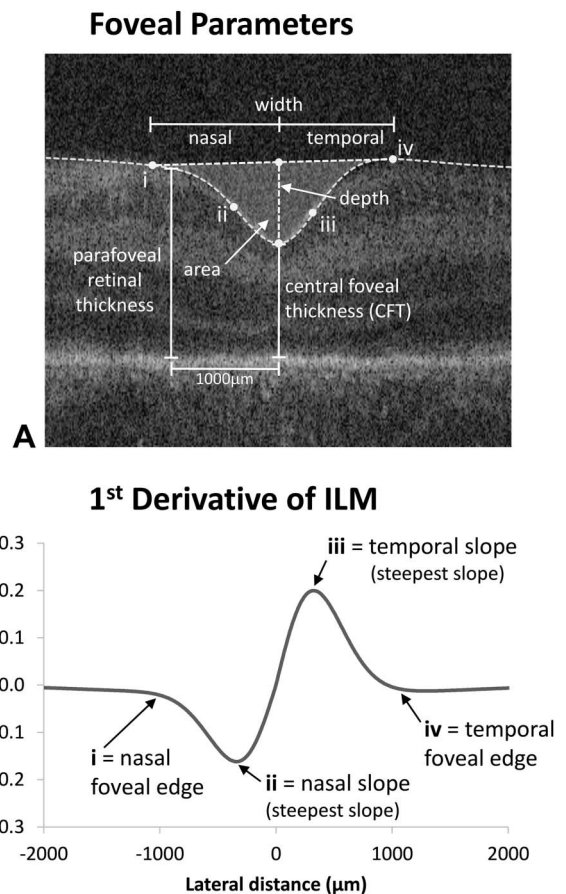 Foveal Parameters
width
nasal temporal
i
iv
ii
iii
depth
area
parafoveal
retinal
thickness
central foveal
thickness (CFT)
1000µm
A
1st Derivative of ILM
0.3
0.2
0.1
0.0
0.1
0.2
0.3
iii = temporal slope
(steepest slope)
i = nasal
foveal edge
ii = nasal slope
(steepest slope)
iv = temporal
foveal edge
-2000 -1000 0 1000 2000
Lateral distance (µm)